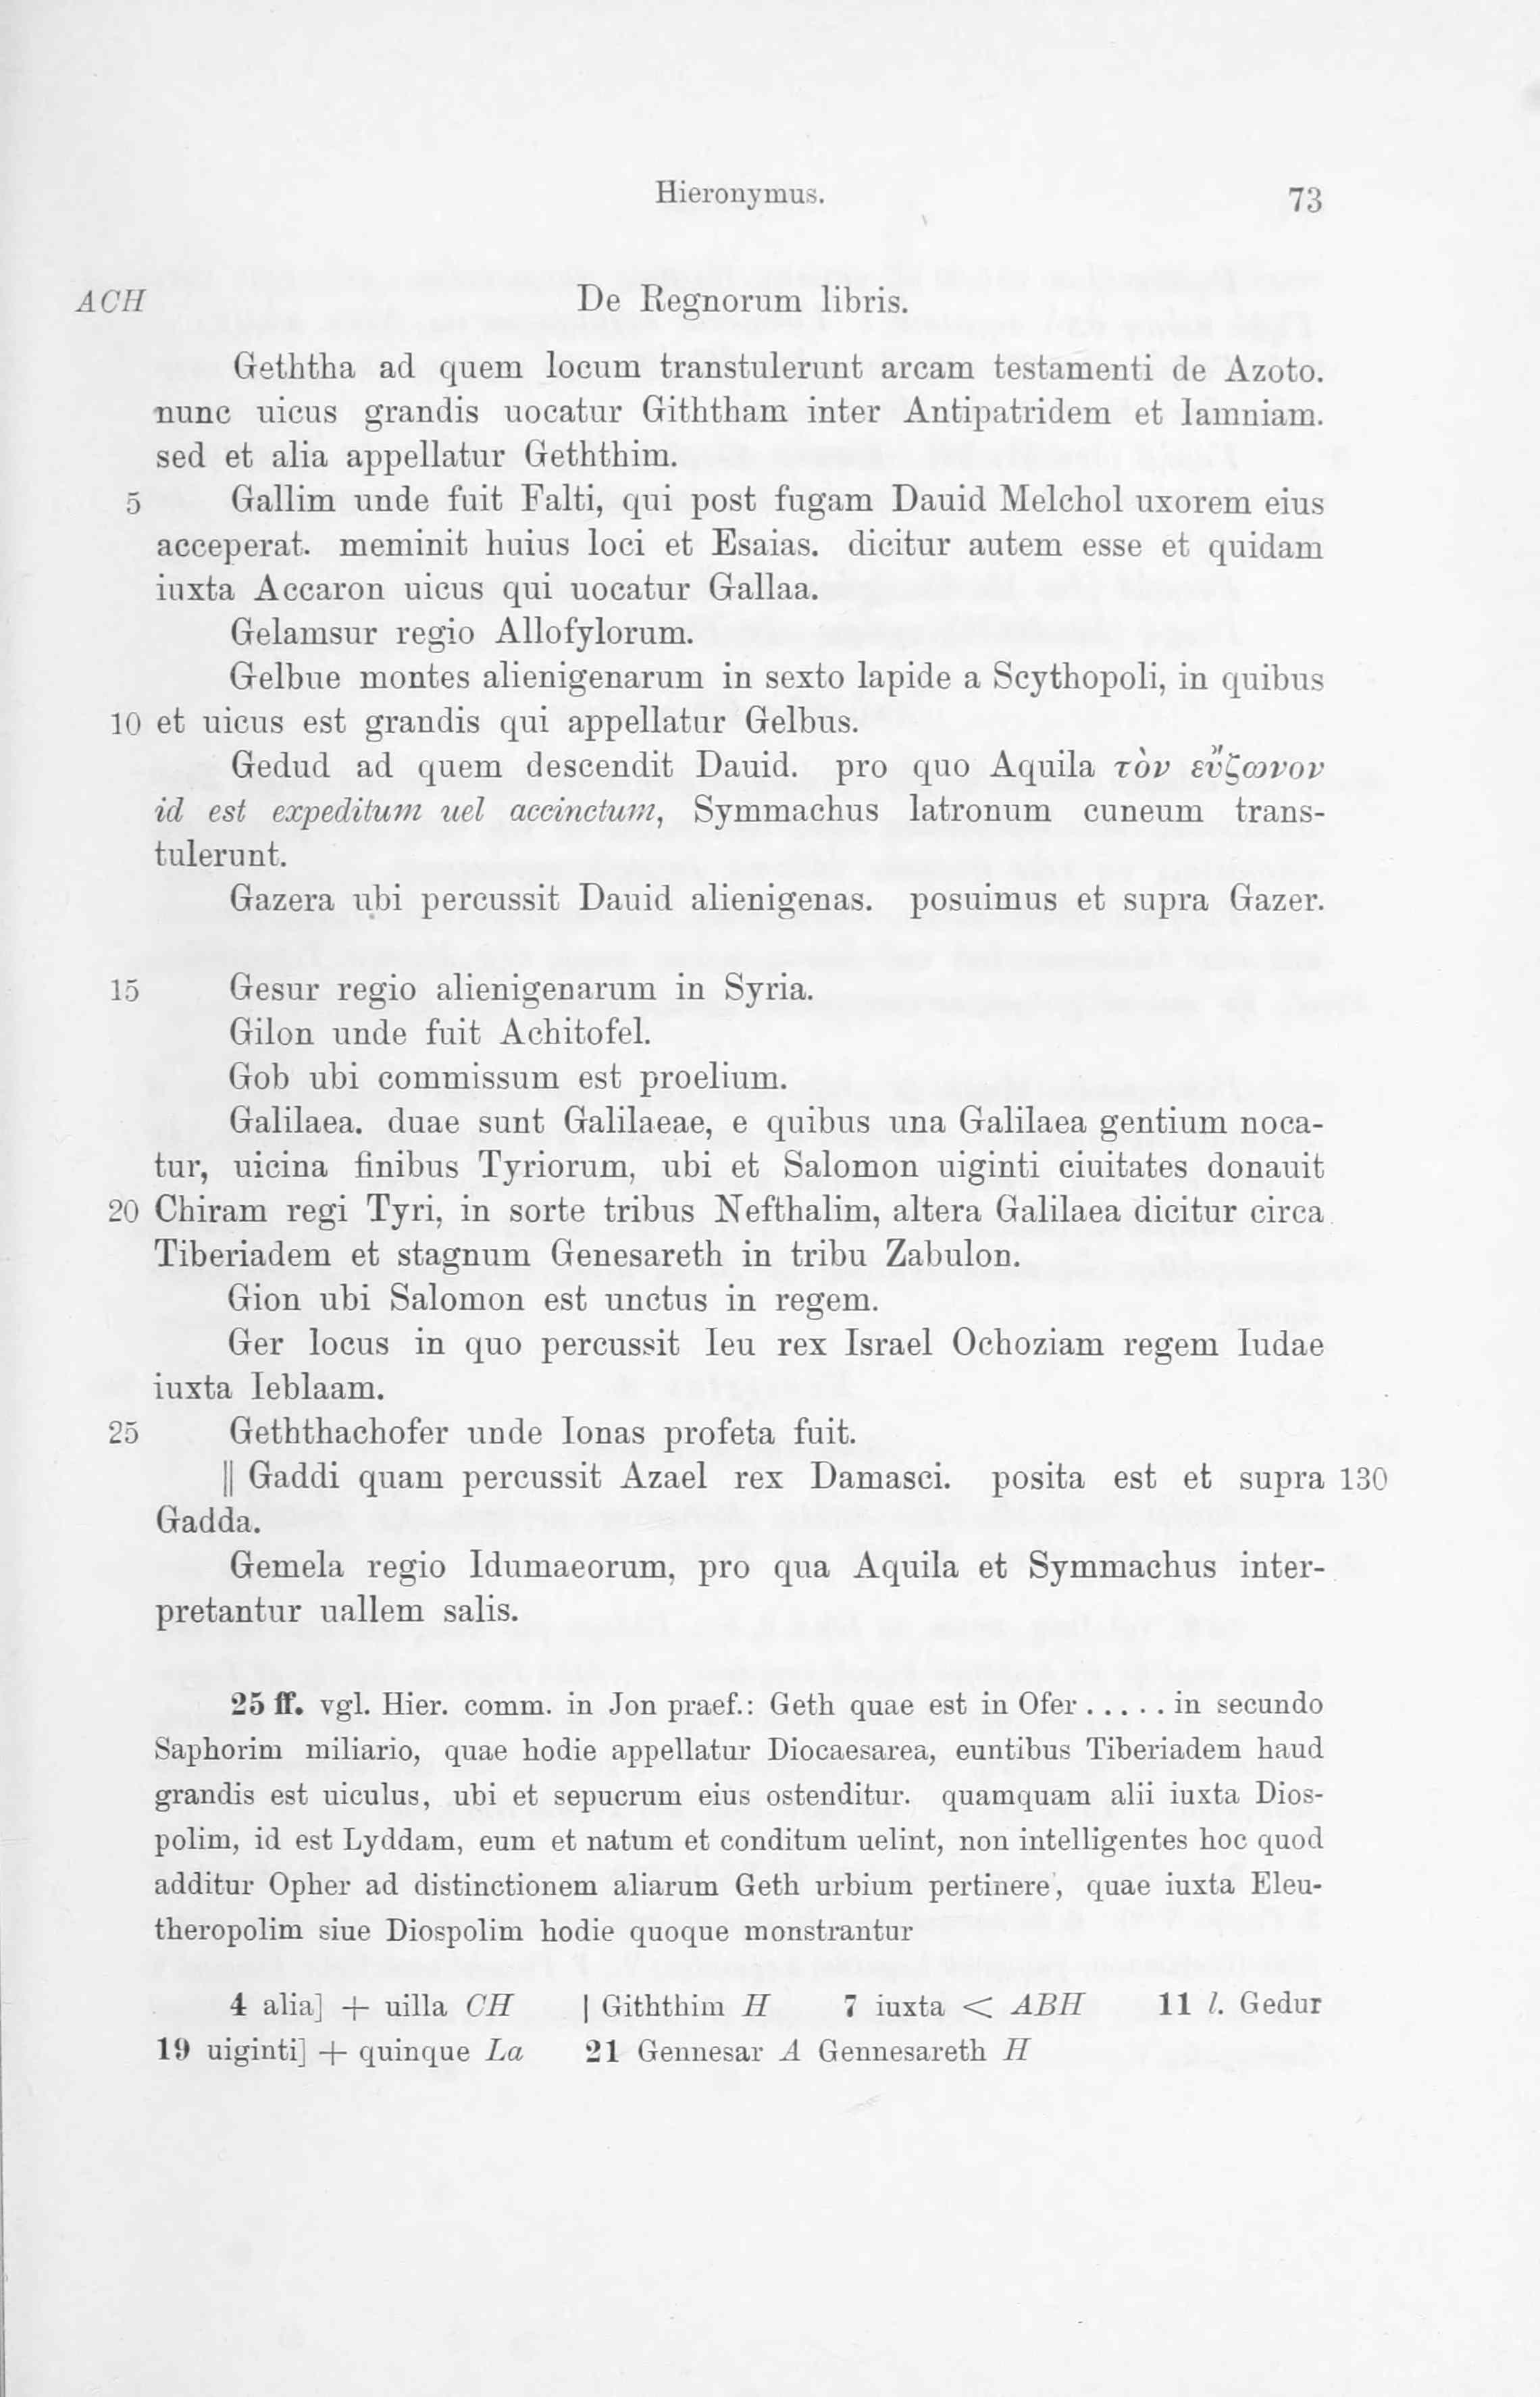 Hieronymus. 73
ACH De Regnorum libris.
Geththa ad quem locum transtulerunt arcam testamenti de Azoto.
nunc uicus grandis uocatur Giththam inter Antipatridem et Iamniam.
sed et alia appellatur Geththim.
5 Gallim unde fuit Falti, qui post fugam Dauid Melchol uxorem eius
acceperat. meminit huius loci et Esaias. dicitur autem esse et quidam
iuxta Accaron uicus qui uocatur Gallaa.
Gelamsur regio Allofylorum.
Gelbue montes alienigenarum in sexto lapide a Scythopoli, in quibus
10 et uicus est grandis qui appellatur Gelbus.
Gedud ad quem descendit Dauid. pro quo Aquila τὸν εὔζωνον
id est expeditum uel accinctum, Symmachus latronum cuneum trans-
tulerunt.
Gazera ubi percussit Dauid alienigenas. posuimus et supra Gazer.
15 Gesur regio alienigenarum in Syria.
Gilon unde fuit Achitofel.
Gob ubi commissum est proelium.
Galilaea. duae sunt Galilaeae, e quibus una Galilaea gentium noca-
tur, uicina finibus Tyriorum, ubi et Salomon uiginti ciuitates donauit
20 Chiram regi Tyri, in sorte tribus Nefthalim, altera Galilaea dicitur circa
Tiberiadem et stagnum Genesareth in tribu Zabulon.
Gion ubi Salomon est unctus in regem.
Ger locus in quo percussit Ieu rex Israel Ochoziam regem Iudae
iuxta Ieblaam.
25 Geththachofer unde Ionas profeta fuit.
|| Gaddi quam percussit Azael rex Damasci. posita est et supra 130
Gadda.
Gemela regio Idumaeorum, pro qua Aquila et Symmachus inter-
pretantur uallem salis.
25 ff. vgl. Hier. comm. in Jon praef.: Geth quae est in Ofer ..... in secundo
Saphorim miliario, quae hodie appellatur Diocaesarea, euntibus Tiberiadem haud
grandis est uiculus, ubi et sepucrum eius ostenditur. quamquam alii iuxta Dios-
polim, id est Lyddam, eum et natum et conditum uelint, non intelligentes hoc quod
additur Opher ad distinctionem aliarum Geth urbium pertinere, quae iuxta Eleu-
theropolim siue Diospolim hodie quoque monstrantur
4 alia] + uilla CH | Giththim H 7 iuxta < ABH 11 l. Gedur
19 uiginti] + quinque La 21 Gennesar A Gennesareth H